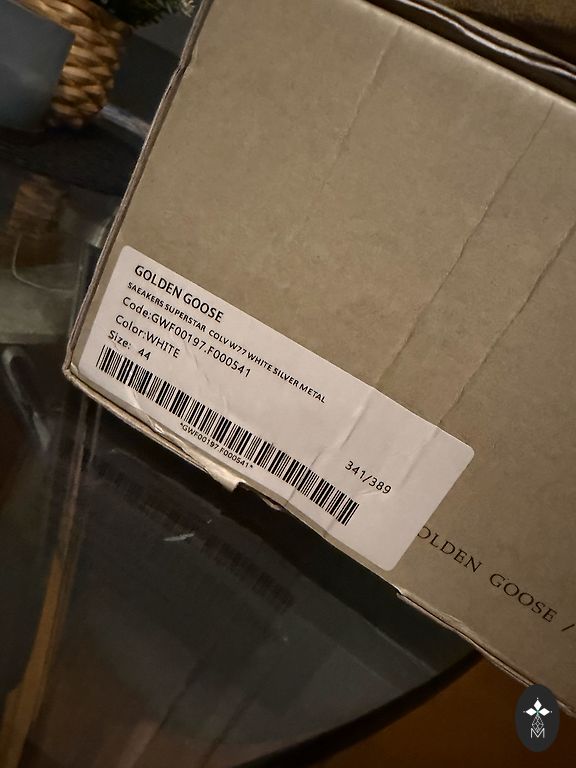 GOLDEN GOOSE
SAEAKERS SUPERSTAR COLV W77 WHITE SILVER METAL
Code:GWF00197.F000541
Color:WHITE
Size: 44
*GWF00197.F000541*
341/389
OLDEN GOOSE /
M